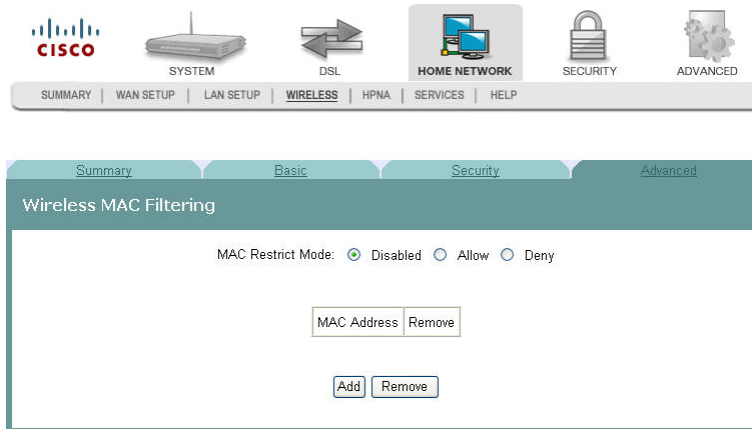 CISCO
SYSTEM DSL HOME NETWORK SECURITY ADVANCED
SUMMARY | WAN SETUP | LAN SETUP | WIRELESS | HPNA | SERVICES | HELP
Summary Basic Security Advanced
Wireless MAC Filtering
MAC Restrict Mode: Disabled Allow Deny
MAC Address Remove
Add Remove